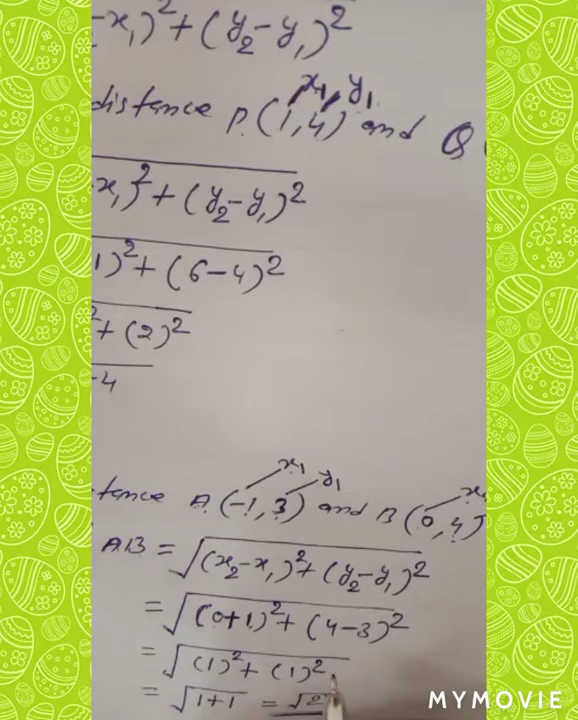 -x₁)² + (y₂-y₁)²
x₁, y₁
distance P(1,4) and Q
x₁)² + (y₂-y₁)²
1)² + (6-4)²
² + (2)²
-4
x₁
y₁
tance A(-1,3) and B(0,4)
AB = √(x₂-x₁)² + (y₂-y₁)²
= √(0+1)² + (4-3)²
= √(1)² + (1)²
= √1+1 = √2
MYMOVIE